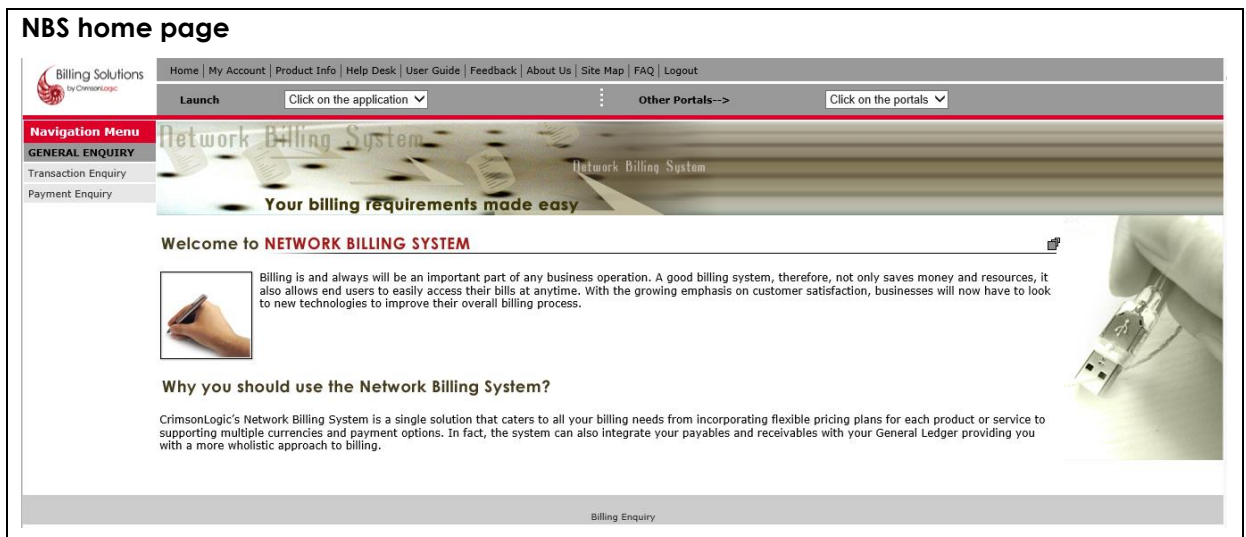 NBS home page
Billing Solutions
by CrimsonLogic
Home | My Account | Product Info | Help Desk | User Guide | Feedback | About Us | Site Map | FAQ | Logout
Launch
Click on the application
Other Portals-->
Click on the portals
Navigation Menu
GENERAL ENQUIRY
Transaction Enquiry
Payment Enquiry
Network Billing System
Network Billing System
Your billing requirements made easy
Welcome to NETWORK BILLING SYSTEM
Billing is and always will be an important part of any business operation. A good billing system, therefore, not only saves money and resources, it
also allows end users to easily access their bills at anytime. With the growing emphasis on customer satisfaction, businesses will now have to look
to new technologies to improve their overall billing process.
Why you should use the Network Billing System?
CrimsonLogic's Network Billing System is a single solution that caters to all your billing needs from incorporating flexible pricing plans for each product or service to
supporting multiple currencies and payment options. In fact, the system can also integrate your payables and receivables with your General Ledger providing you
with a more wholistic approach to billing.
Billing Enquiry